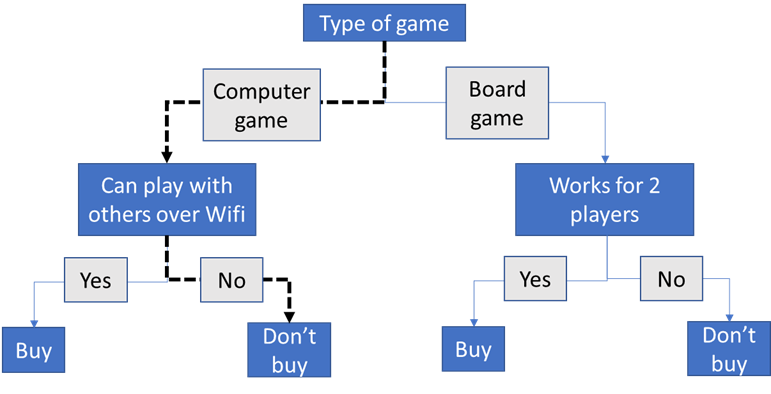 Type of game
Computer
game
Board
game
Can play with
others over Wifi
Works for 2
players
Yes
No
Yes
No
Buy
Don’t
buy
Buy
Don’t
buy